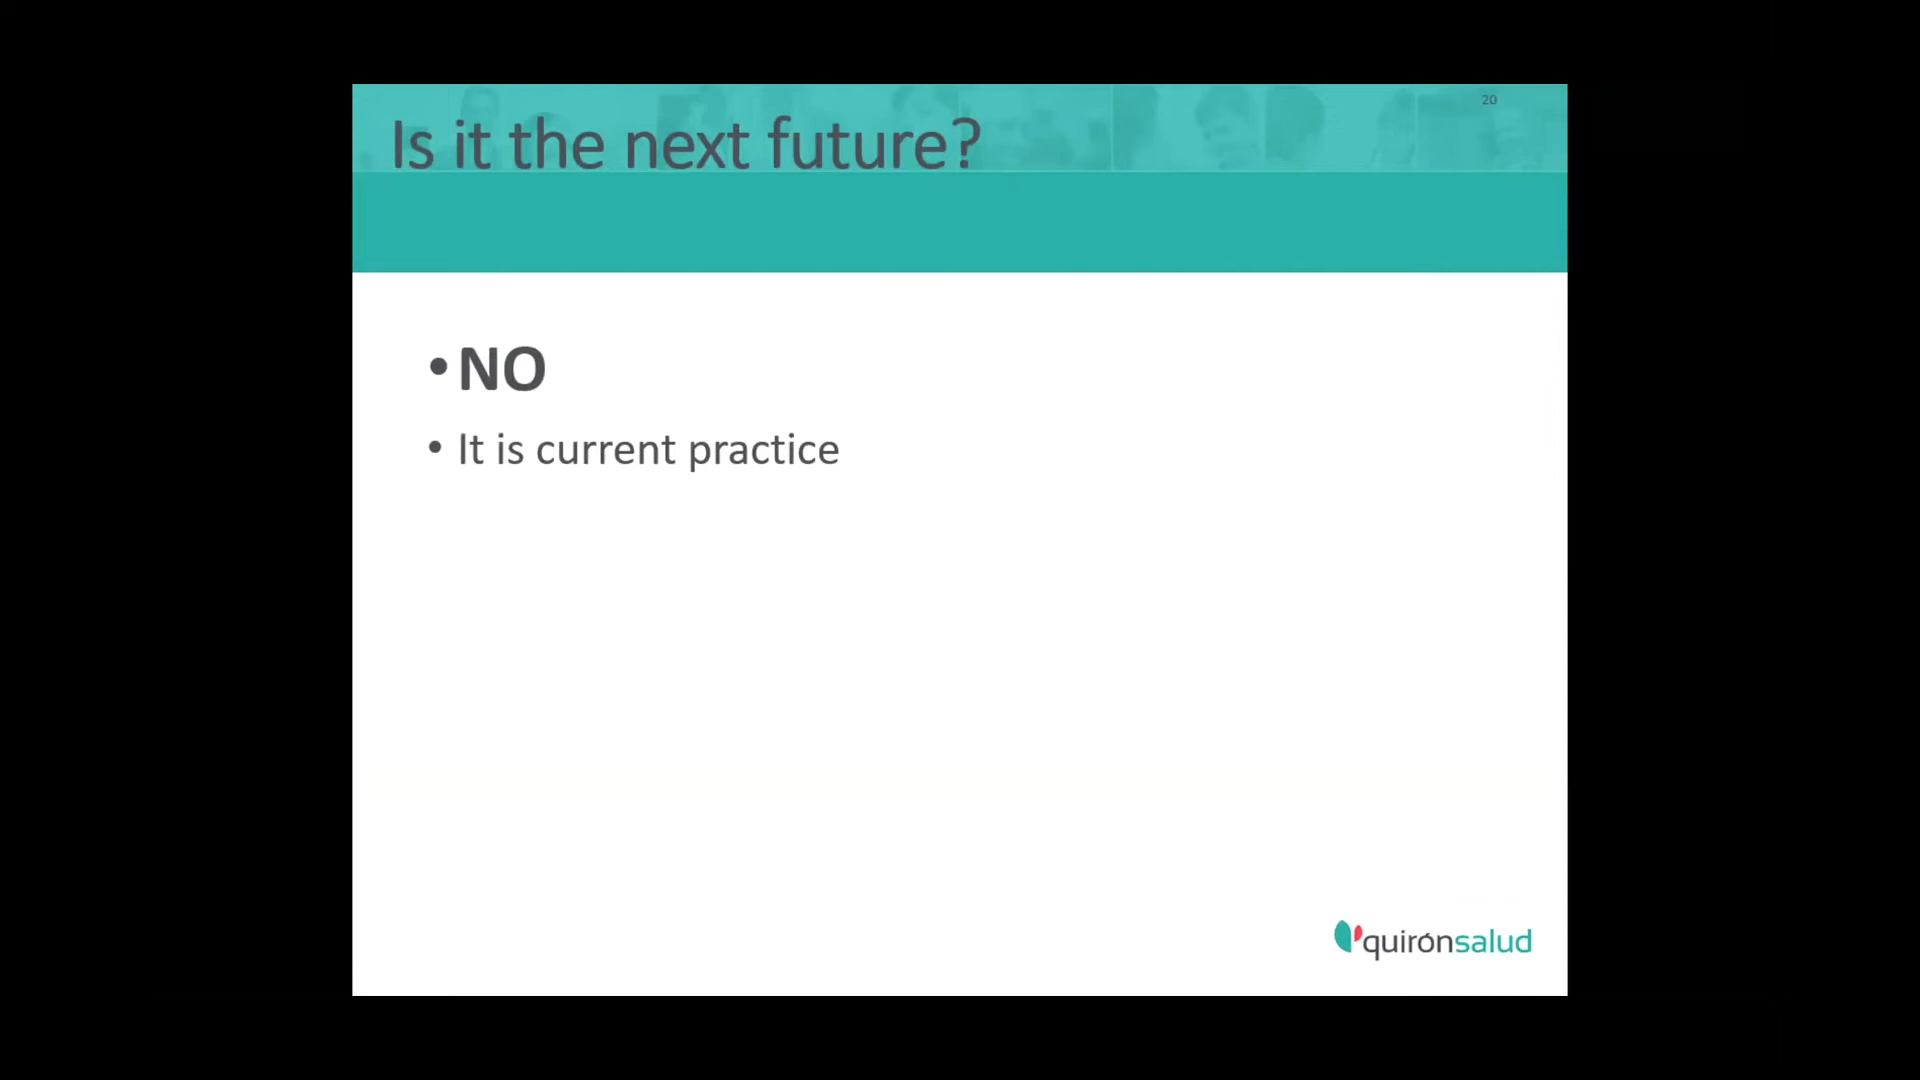 20
Is it the next future?
• NO
• It is current practice
quirónsalud